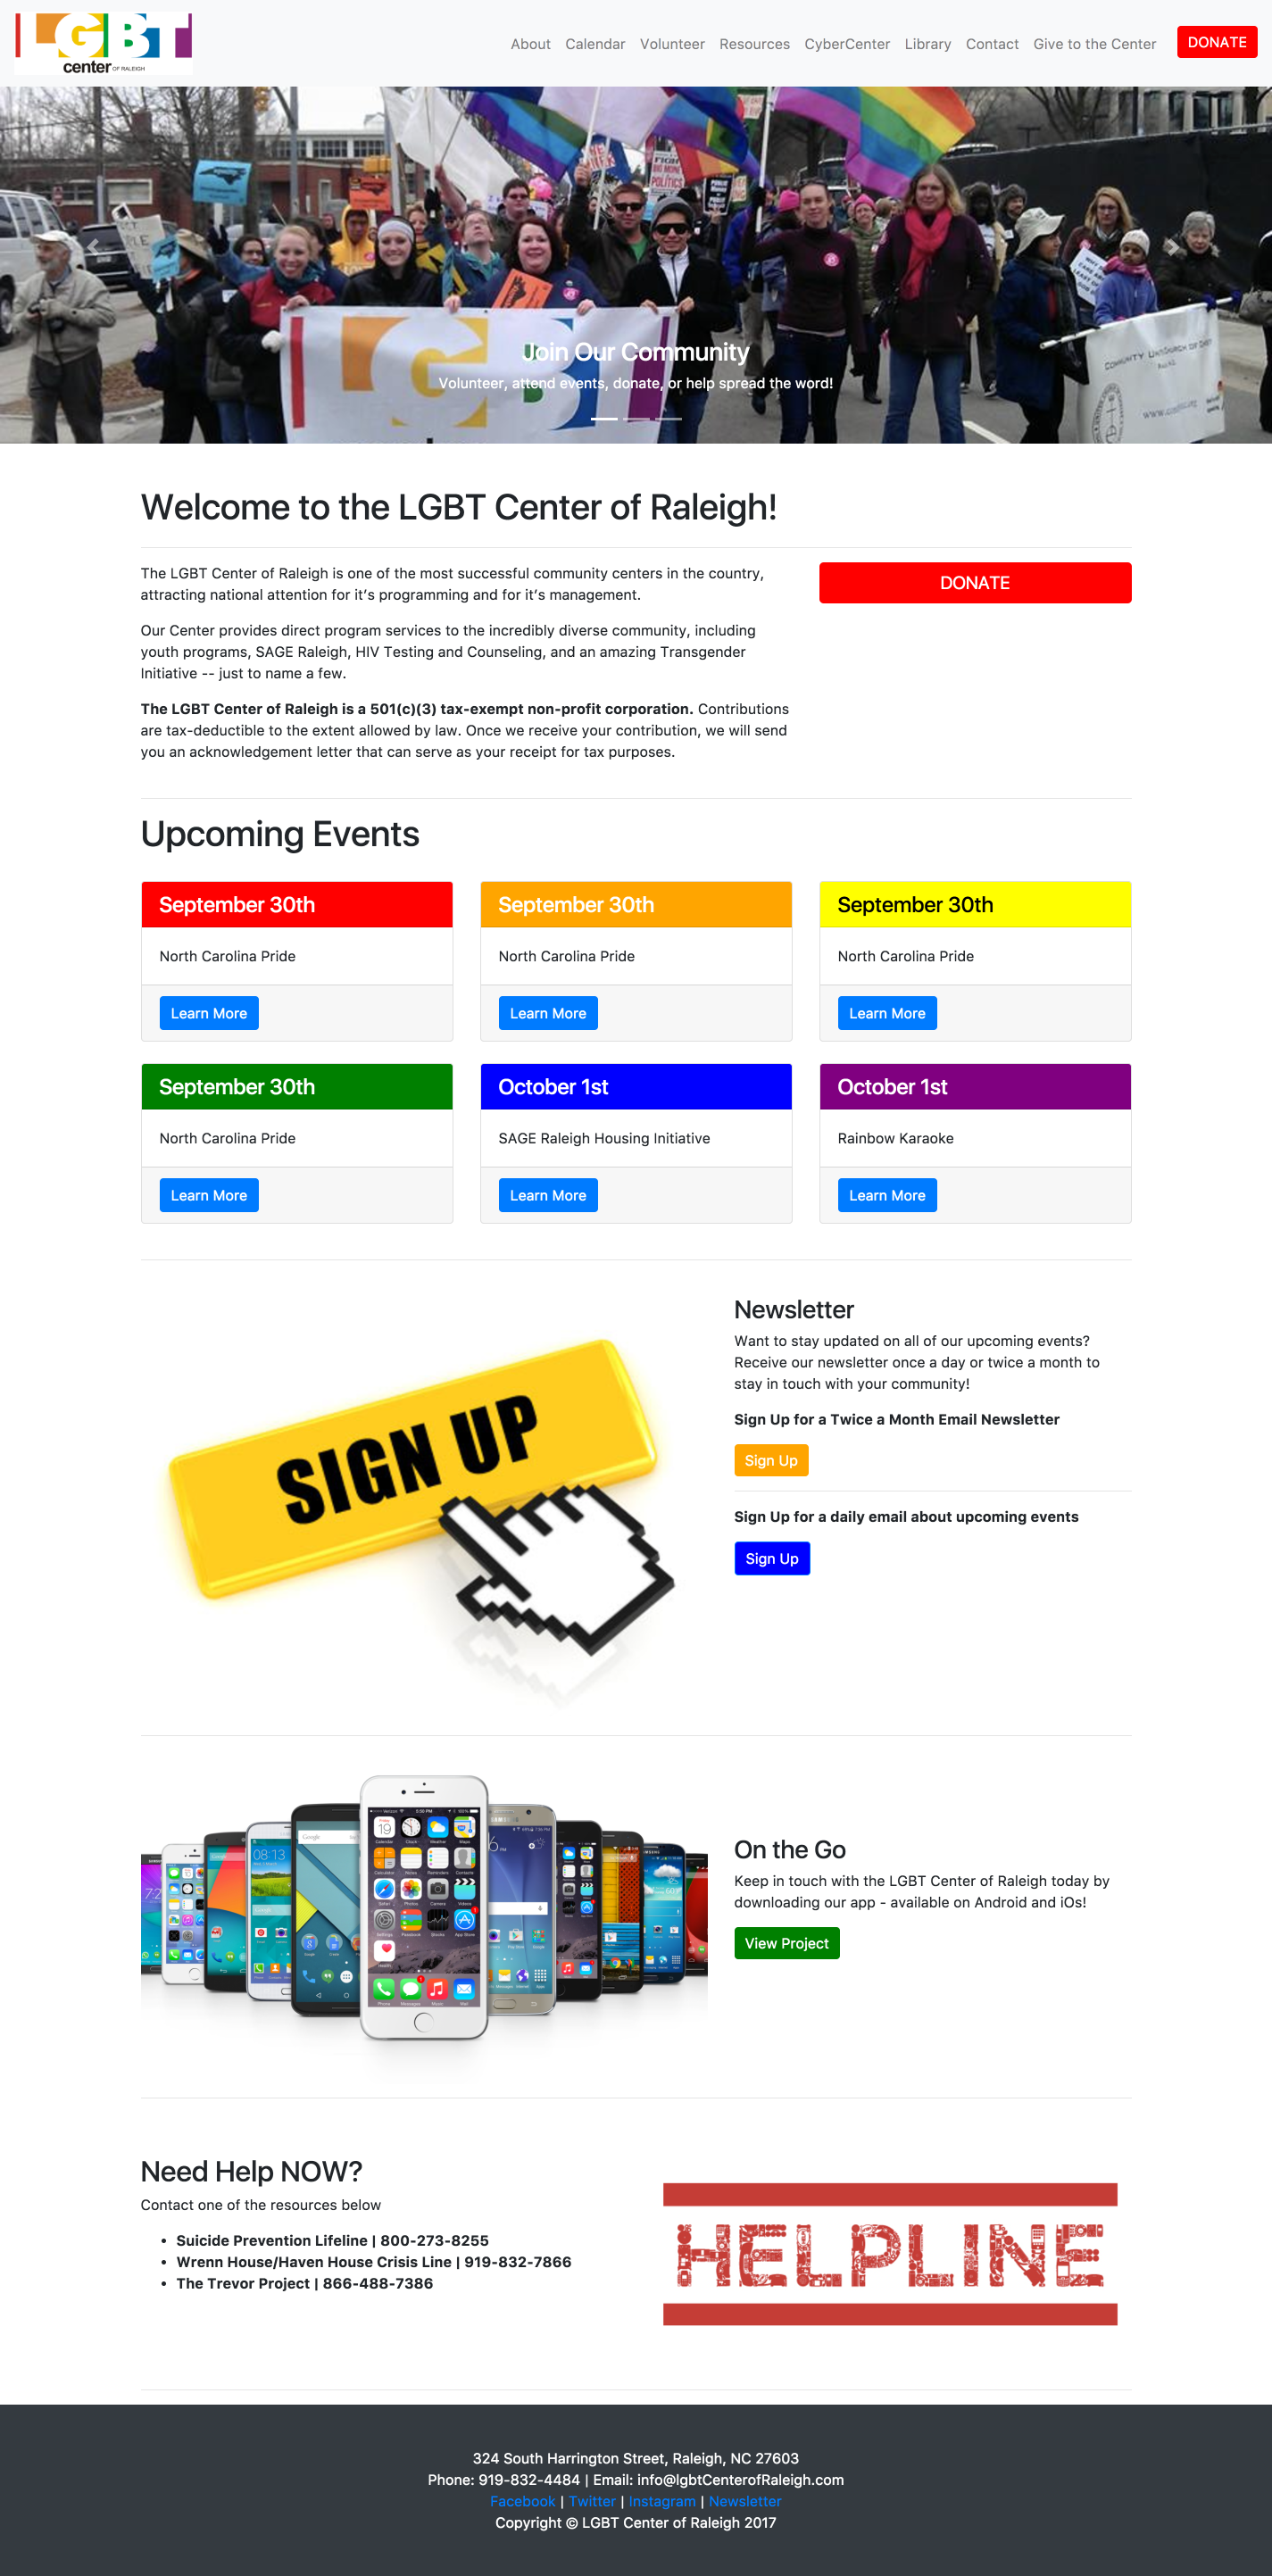 LGBT
center OF RALEIGH
About Calendar Volunteer Resources CyberCenter Library Contact Give to the Center DONATE
FIGHT
BIG MONEY
POLITICS
LGBT
Join Our Community
Volunteer, attend events, donate, or help spread the word!
Welcome to the LGBT Center of Raleigh!
The LGBT Center of Raleigh is one of the most successful community centers in the country,
attracting national attention for it’s programming and for it’s management.
DONATE
Our Center provides direct program services to the incredibly diverse community, including
youth programs, SAGE Raleigh, HIV Testing and Counseling, and an amazing Transgender
Initiative -- just to name a few.
The LGBT Center of Raleigh is a 501(c)(3) tax-exempt non-profit corporation. Contributions
are tax-deductible to the extent allowed by law. Once we receive your contribution, we will send
you an acknowledgement letter that can serve as your receipt for tax purposes.
Upcoming Events
September 30th
North Carolina Pride
Learn More
September 30th
North Carolina Pride
Learn More
September 30th
North Carolina Pride
Learn More
September 30th
North Carolina Pride
Learn More
October 1st
SAGE Raleigh Housing Initiative
Learn More
October 1st
Rainbow Karaoke
Learn More
SIGN UP
Newsletter
Want to stay updated on all of our upcoming events?
Receive our newsletter once a day or twice a month to
stay in touch with your community!
Sign Up for a Twice a Month Email Newsletter
Sign Up
Sign Up for a daily email about upcoming events
Sign Up
On the Go
Keep in touch with the LGBT Center of Raleigh today by
downloading our app - available on Android and iOs!
View Project
Need Help NOW?
Contact one of the resources below
• Suicide Prevention Lifeline | 800-273-8255
• Wrenn House/Haven House Crisis Line | 919-832-7866
• The Trevor Project | 866-488-7386
HELPLINE
324 South Harrington Street, Raleigh, NC 27603
Phone: 919-832-4484 | Email: info@lgbtCenterofRaleigh.com
Facebook | Twitter | Instagram | Newsletter
Copyright © LGBT Center of Raleigh 2017